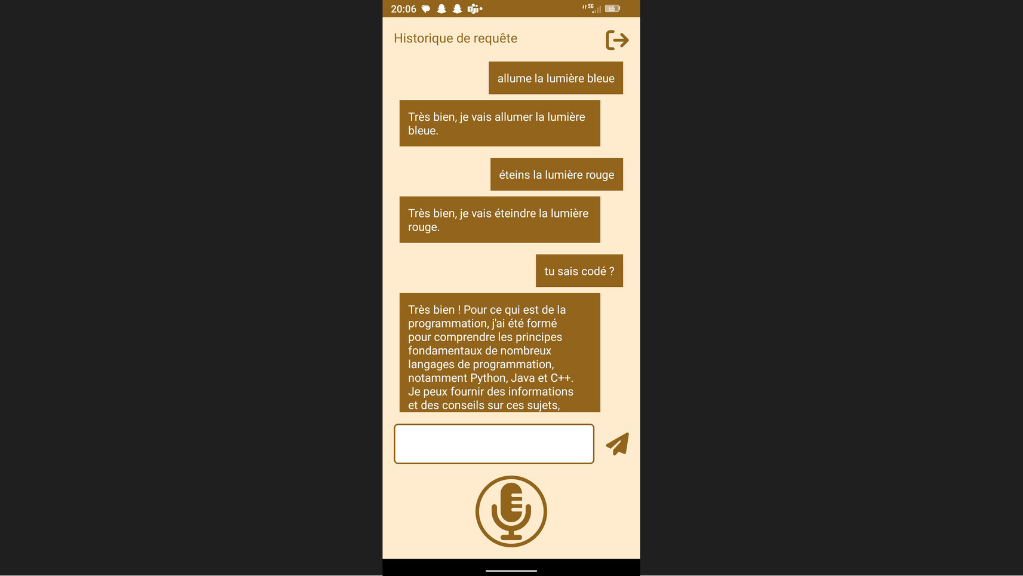 20:06
Historique de requête
allume la lumière bleue
Très bien, je vais allumer la lumière
bleue.
éteins la lumière rouge
Très bien, je vais éteindre la lumière
rouge.
tu sais codé ?
Très bien ! Pour ce qui est de la
programmation, j'ai été formé
pour comprendre les principes
fondamentaux de nombreux
langages de programmation,
notamment Python, Java et C++.
Je peux fournir des informations
et des conseils sur ces sujets,